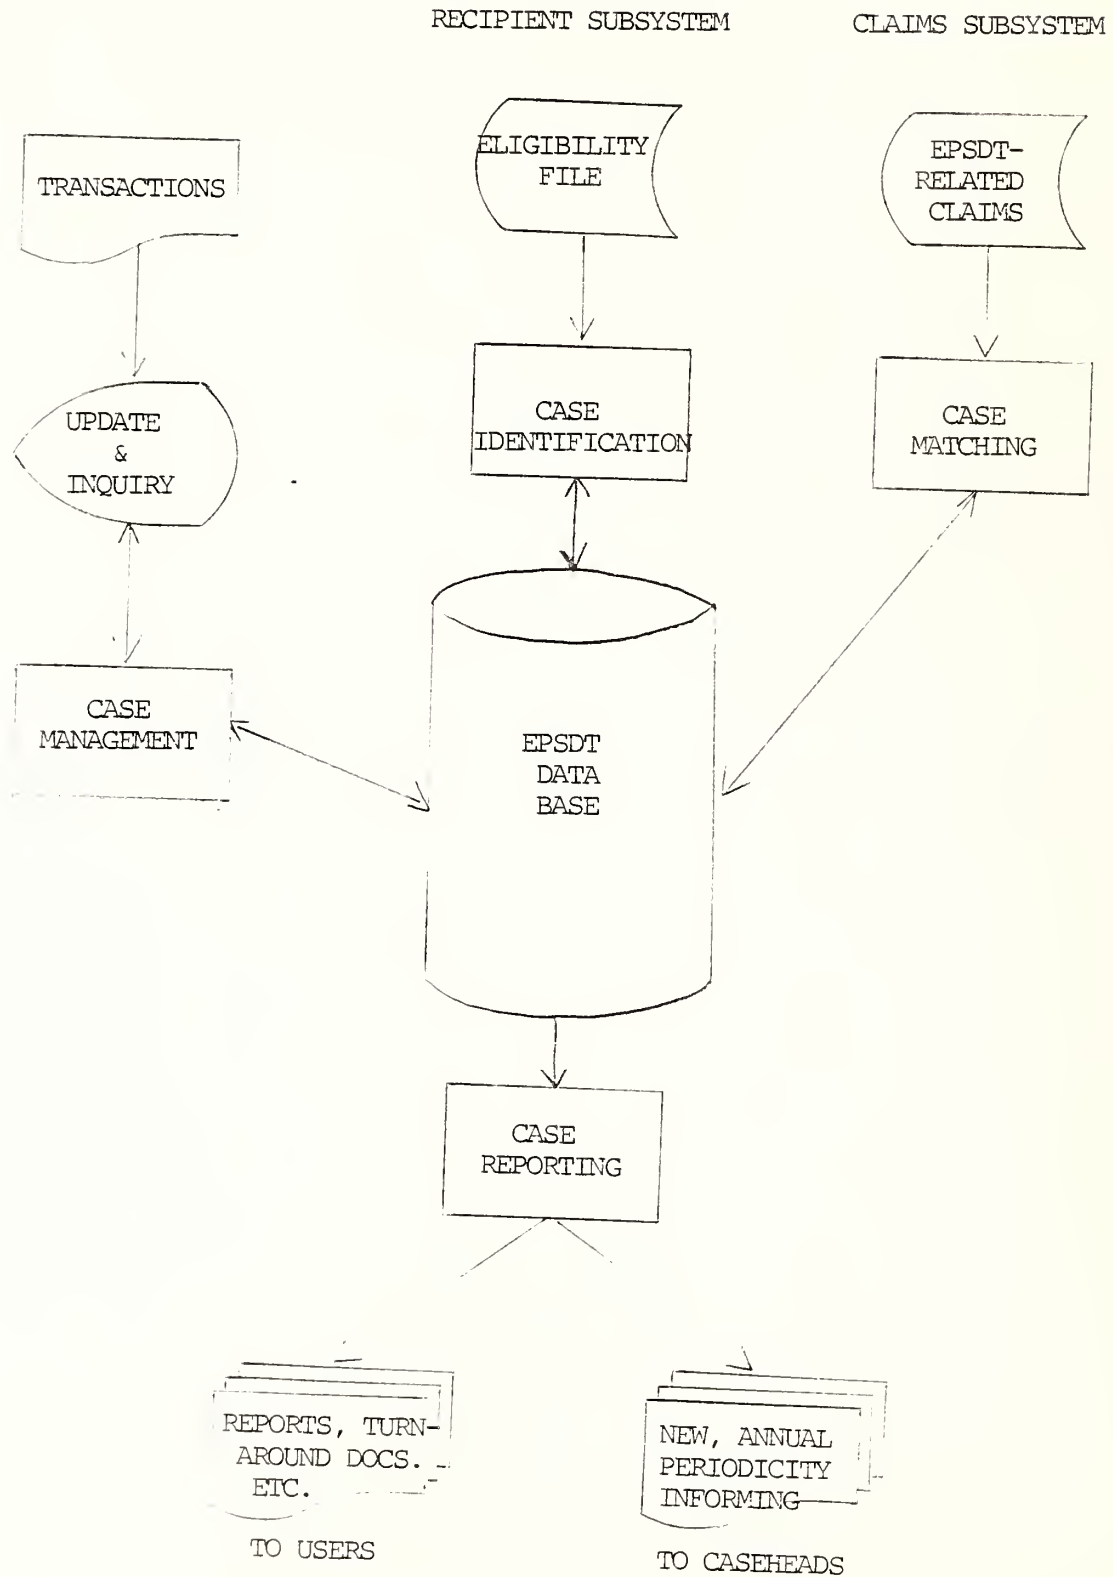 RECIPIENT SUBSYSTEM
CLAIMS SUBSYSTEM
TRANSACTIONS
ELIGIBILITY
FILE
EPSDT-
RELATED
CLAIMS
UPDATE
&
INQUIRY
CASE
IDENTIFICATION
CASE
MATCHING
CASE
MANAGEMENT
EPSDT
DATA
BASE
CASE
REPORTING
REPORTS, TURN-
AROUND DOCS.
ETC.
TO USERS
NEW, ANNUAL
PERIODICITY
INFORMING
TO CASEHEADS